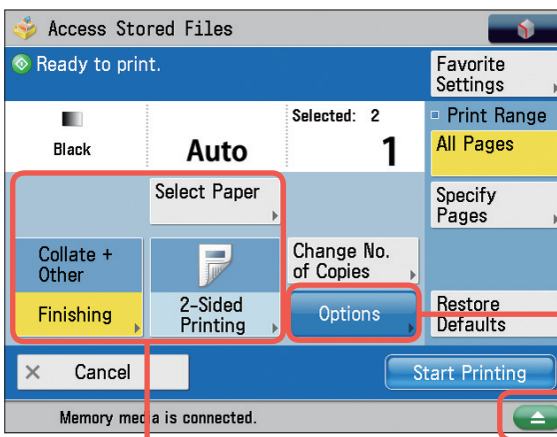 Access Stored Files
Ready to print.
Favorite
Settings
Black
Auto
Selected: 2
1
Print Range
All Pages
Select Paper
Specify
Pages
Collate +
Other
Change No.
of Copies
Finishing
2-Sided
Printing
Options
Restore
Defaults
× Cancel
Start Printing
Memory media is connected.